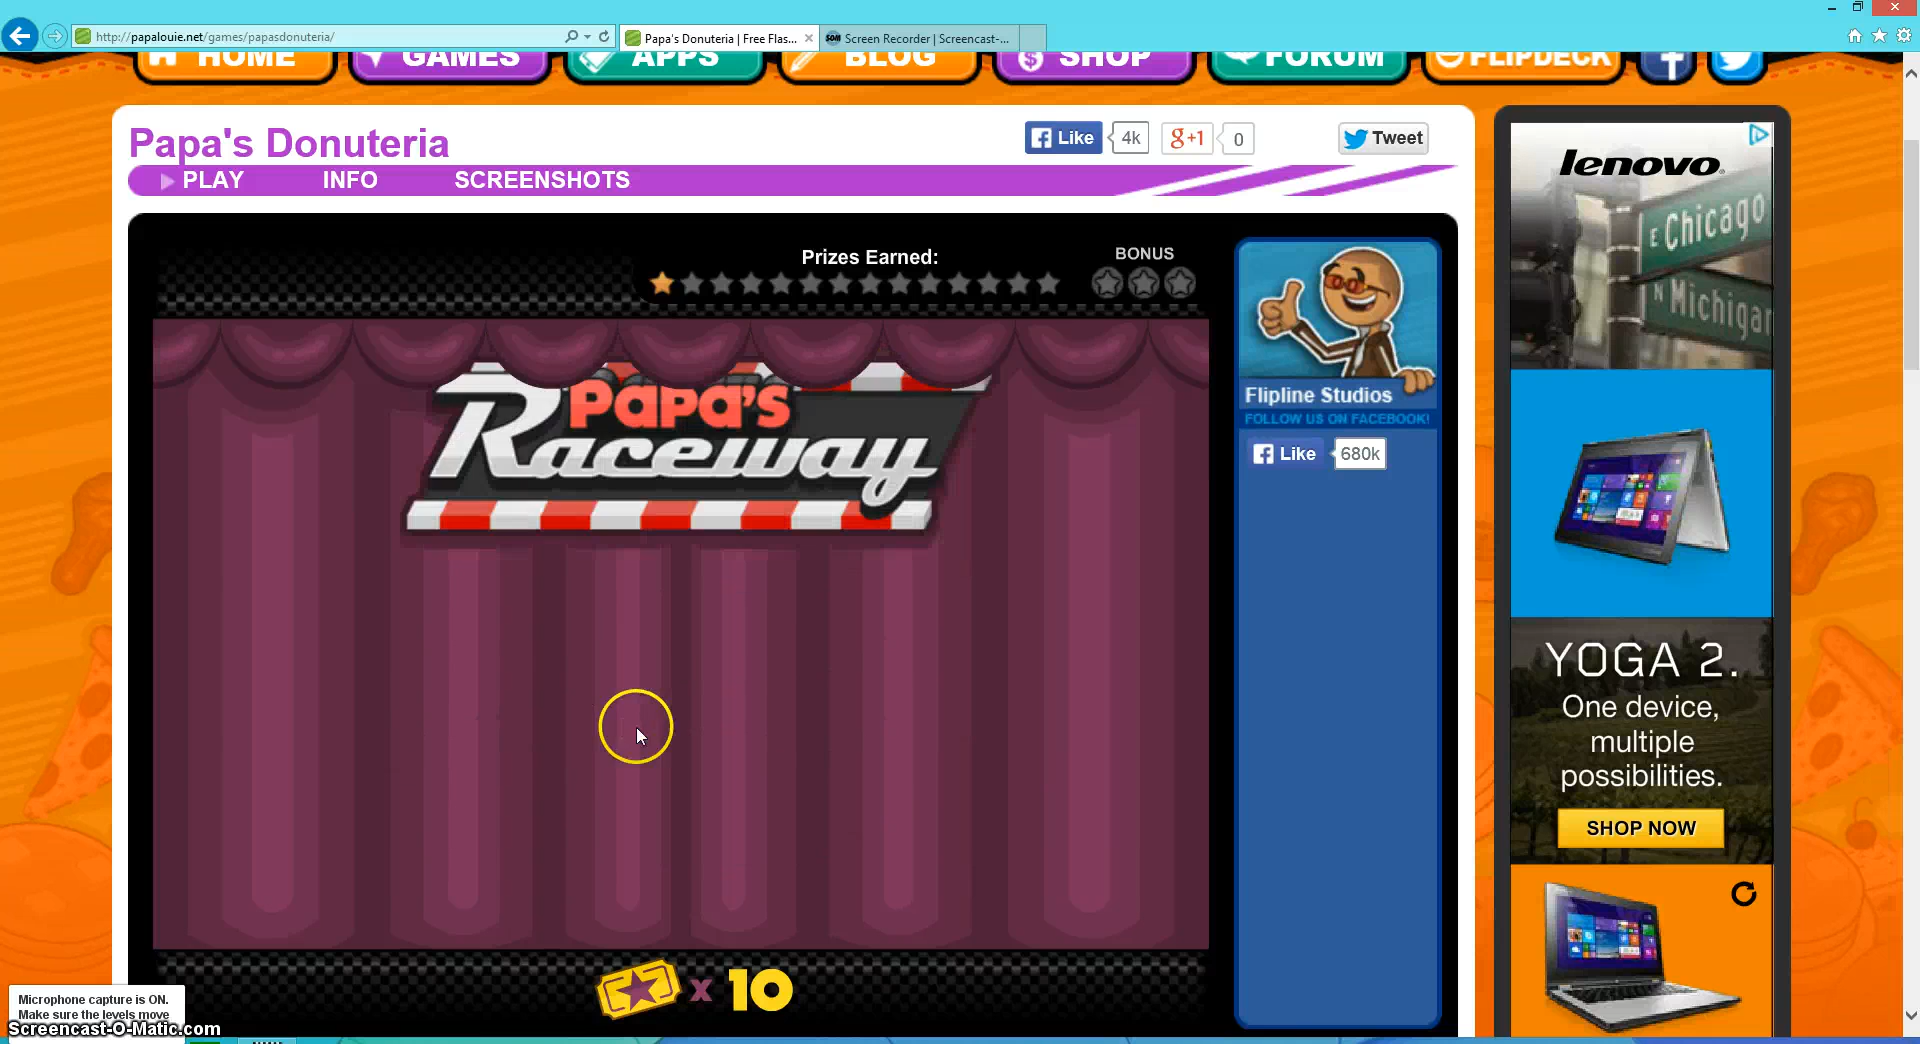 http://papalouie.net/games/papasdonuteria/
Papa's Donuteria | Free Flas...
Screen Recorder | Screencast-...
HOME
GAMES
APPS
BLOG
SHOP
FORUM
FLIPDECK
Papa's Donuteria
Like
4k
g+1
0
Tweet
PLAY
INFO
SCREENSHOTS
Prizes Earned:
BONUS
Papa's
Raceway
x 10
Flipline Studios
FOLLOW US ON FACEBOOK!
Like
680k
lenovo
E Chicago
N Michigan
YOGA 2.
One device,
multiple
possibilities.
SHOP NOW
Microphone capture is ON.
Make sure the levels move
Screencast-O-Matic.com